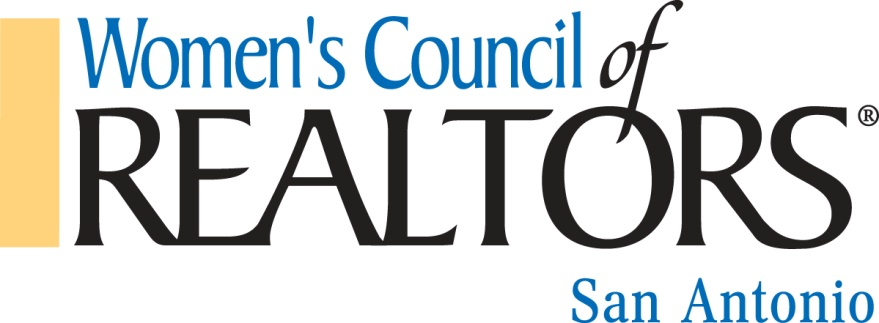 Women's Council of
REALTORS®
San Antonio